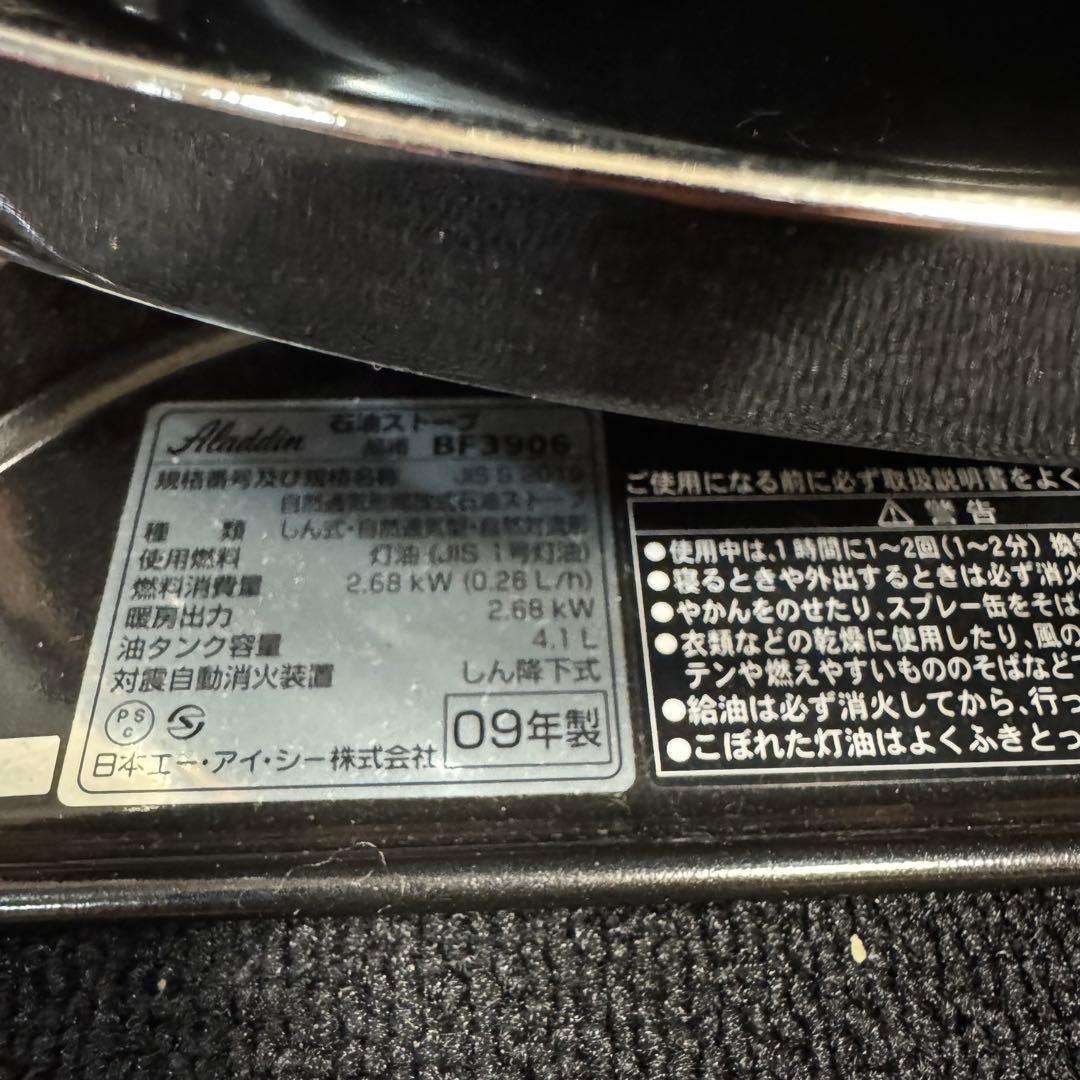 Aladdin 石油ストーブ
品番 BF3906
規格番号及び規格名称 JIS S 2019
自然通気形開放式石油ストーブ
種 類 しん式・自然通気型・自然対流形
使用燃料 灯油(JIS 1号灯油)
燃料消費量 2.68 kW (0.26 L/h)
暖房出力 2.68 kW
油タンク容量 4.1 L
対震自動消火装置 しん降下式
PS C S
09年製
日本エー・アイ・シー株式会社
ご使用になる前に必ず取扱説明書をよく
警告
●使用中は、1時間に1~2回(1~2分)換気
●寝るときや外出するときは必ず消火
●やかんをのせたり、スプレー缶をそば
●衣類などの乾燥に使用したり、風の
テンや燃えやすいもののそばなどで
●給油は必ず消火してから、行っ
●こぼれた灯油はよくふきとっ